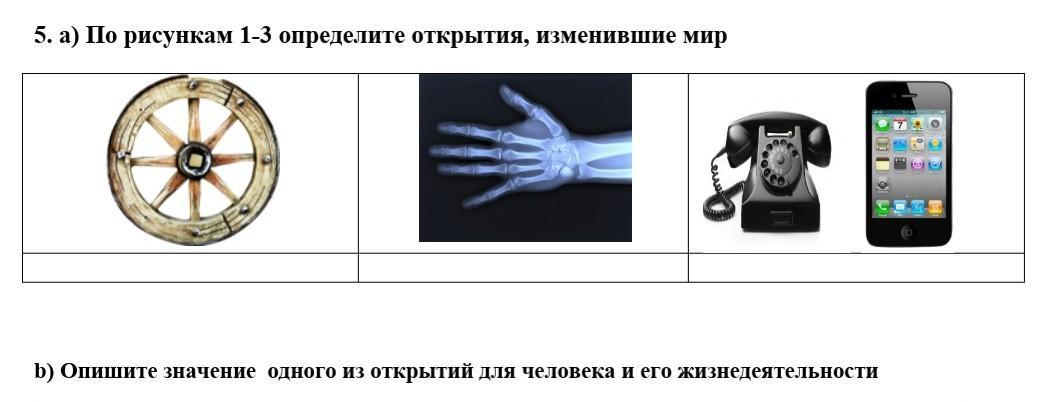 5. а) По рисункам 1-3 определите открытия, изменившие мир
b) Опишите значение одного из открытий для человека и его жизнедеятельности